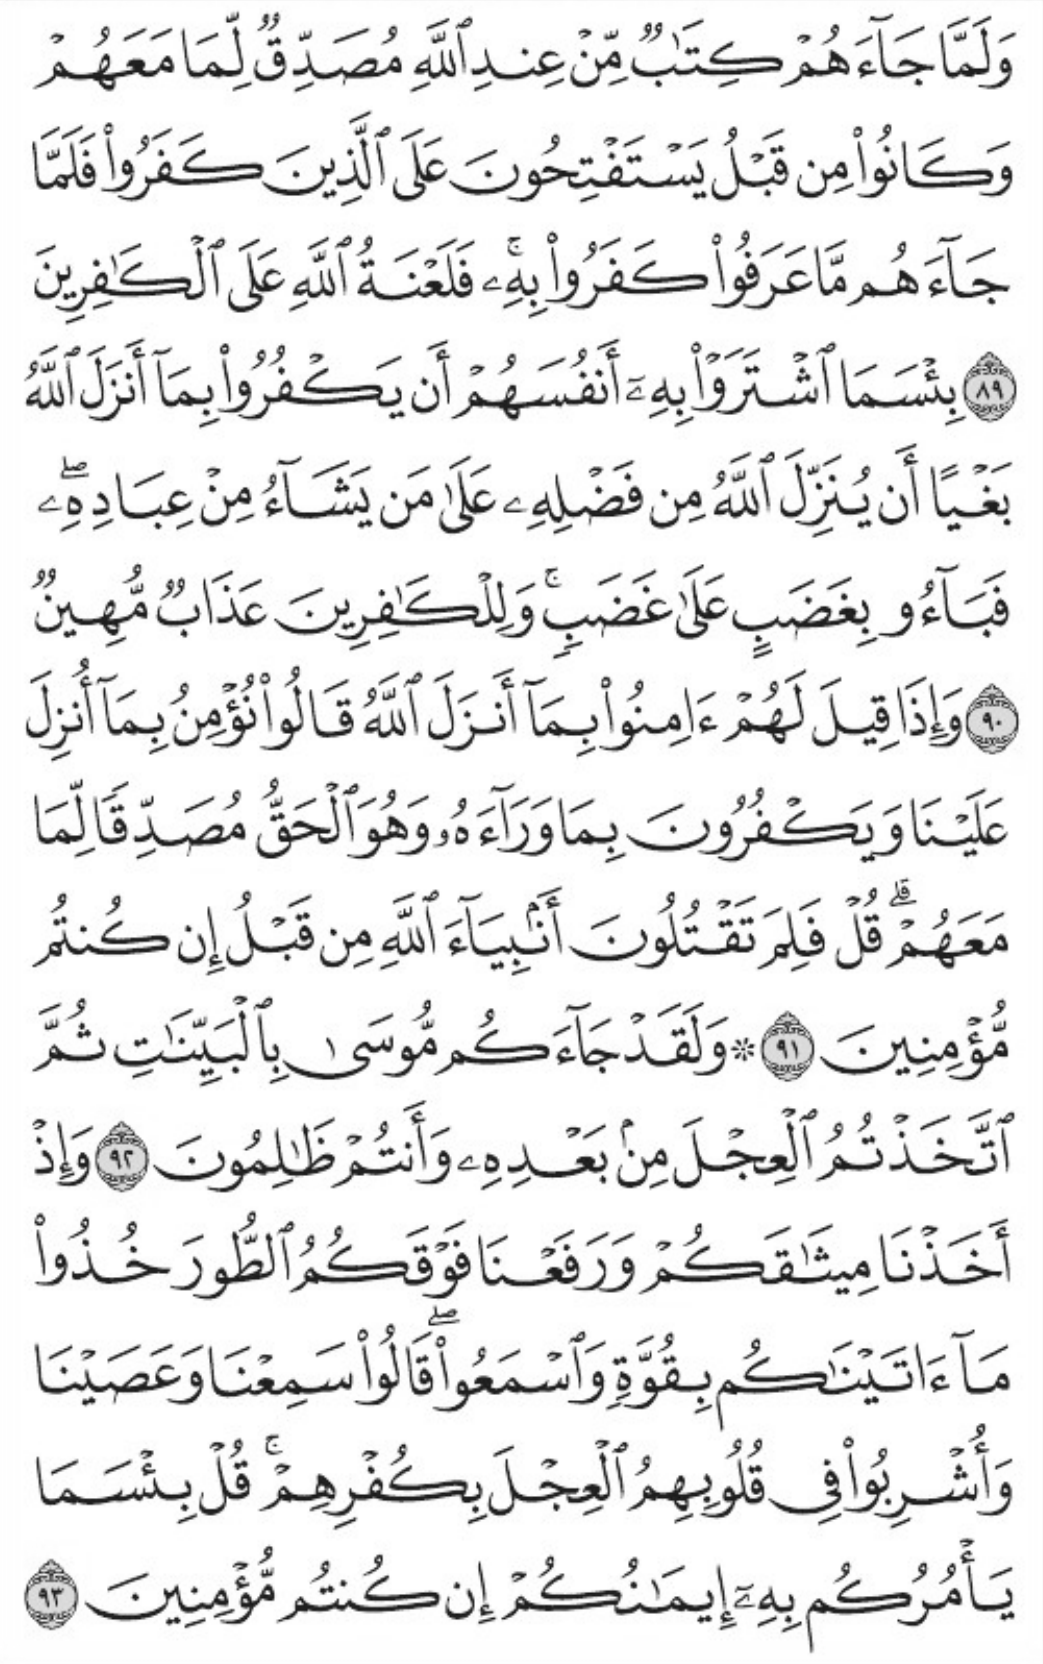 وَلَمَّا جَآءَهُمْ كِتَـٰبٌ مِّنْ عِندِ ٱللَّهِ مُصَدِّقٌ لِّمَا مَعَهُمْ
وَكَانُوا۟ مِن قَبْلُ يَسْتَفْتِحُونَ عَلَى ٱلَّذِينَ كَفَرُوا۟ فَلَمَّا
جَآءَهُم مَّا عَرَفُوا۟ كَفَرُوا۟ بِهِۦ ۚ فَلَعْنَةُ ٱللَّهِ عَلَى ٱلْكَـٰفِرِينَ
٨٩ بِئْسَمَا ٱشْتَرَوْا۟ بِهِۦٓ أَنفُسَهُمْ أَن يَكْفُرُوا۟ بِمَآ أَنزَلَ ٱللَّهُ
بَغْيًا أَن يُنَزِّلَ ٱللَّهُ مِن فَضْلِهِۦ عَلَىٰ مَن يَشَآءُ مِنْ عِبَادِهِۦ ۖ
فَبَآءُو بِغَضَبٍ عَلَىٰ غَضَبٍ ۚ وَلِلْكَـٰفِرِينَ عَذَابٌ مُّهِينٌ
٩٠ وَإِذَا قِيلَ لَهُمْ ءَامِنُوا۟ بِمَآ أَنزَلَ ٱللَّهُ قَالُوا۟ نُؤْمِنُ بِمَآ أُنزِلَ
عَلَيْنَا وَيَكْفُرُونَ بِمَا وَرَآءَهُۥ وَهُوَ ٱلْحَقُّ مُصَدِّقًا لِّمَا
مَعَهُمْ ۗ قُلْ فَلِمَ تَقْتُلُونَ أَنۢبِيَآءَ ٱللَّهِ مِن قَبْلُ إِن كُنتُم
مُّؤْمِنِينَ ٩١ ۞ وَلَقَدْ جَآءَكُم مُّوسَىٰ بِٱلْبَيِّنَـٰتِ ثُمَّ
ٱتَّخَذْتُمُ ٱلْعِجْلَ مِنۢ بَعْدِهِۦ وَأَنتُمْ ظَـٰلِمُونَ ٩٢ وَإِذْ
أَخَذْنَا مِيثَـٰقَكُمْ وَرَفَعْنَا فَوْقَكُمُ ٱلطُّورَ خُذُوا۟
مَآ ءَاتَيْنَـٰكُم بِقُوَّةٍ وَٱسْمَعُوا۟ ۖ قَالُوا۟ سَمِعْنَا وَعَصَيْنَا
وَأُشْرِبُوا۟ فِى قُلُوبِهِمُ ٱلْعِجْلَ بِكُفْرِهِمْ ۚ قُلْ بِئْسَمَا
يَأْمُرُكُم بِهِۦٓ إِيمَـٰنُكُمْ إِن كُنتُم مُّؤْمِنِينَ ٩٣